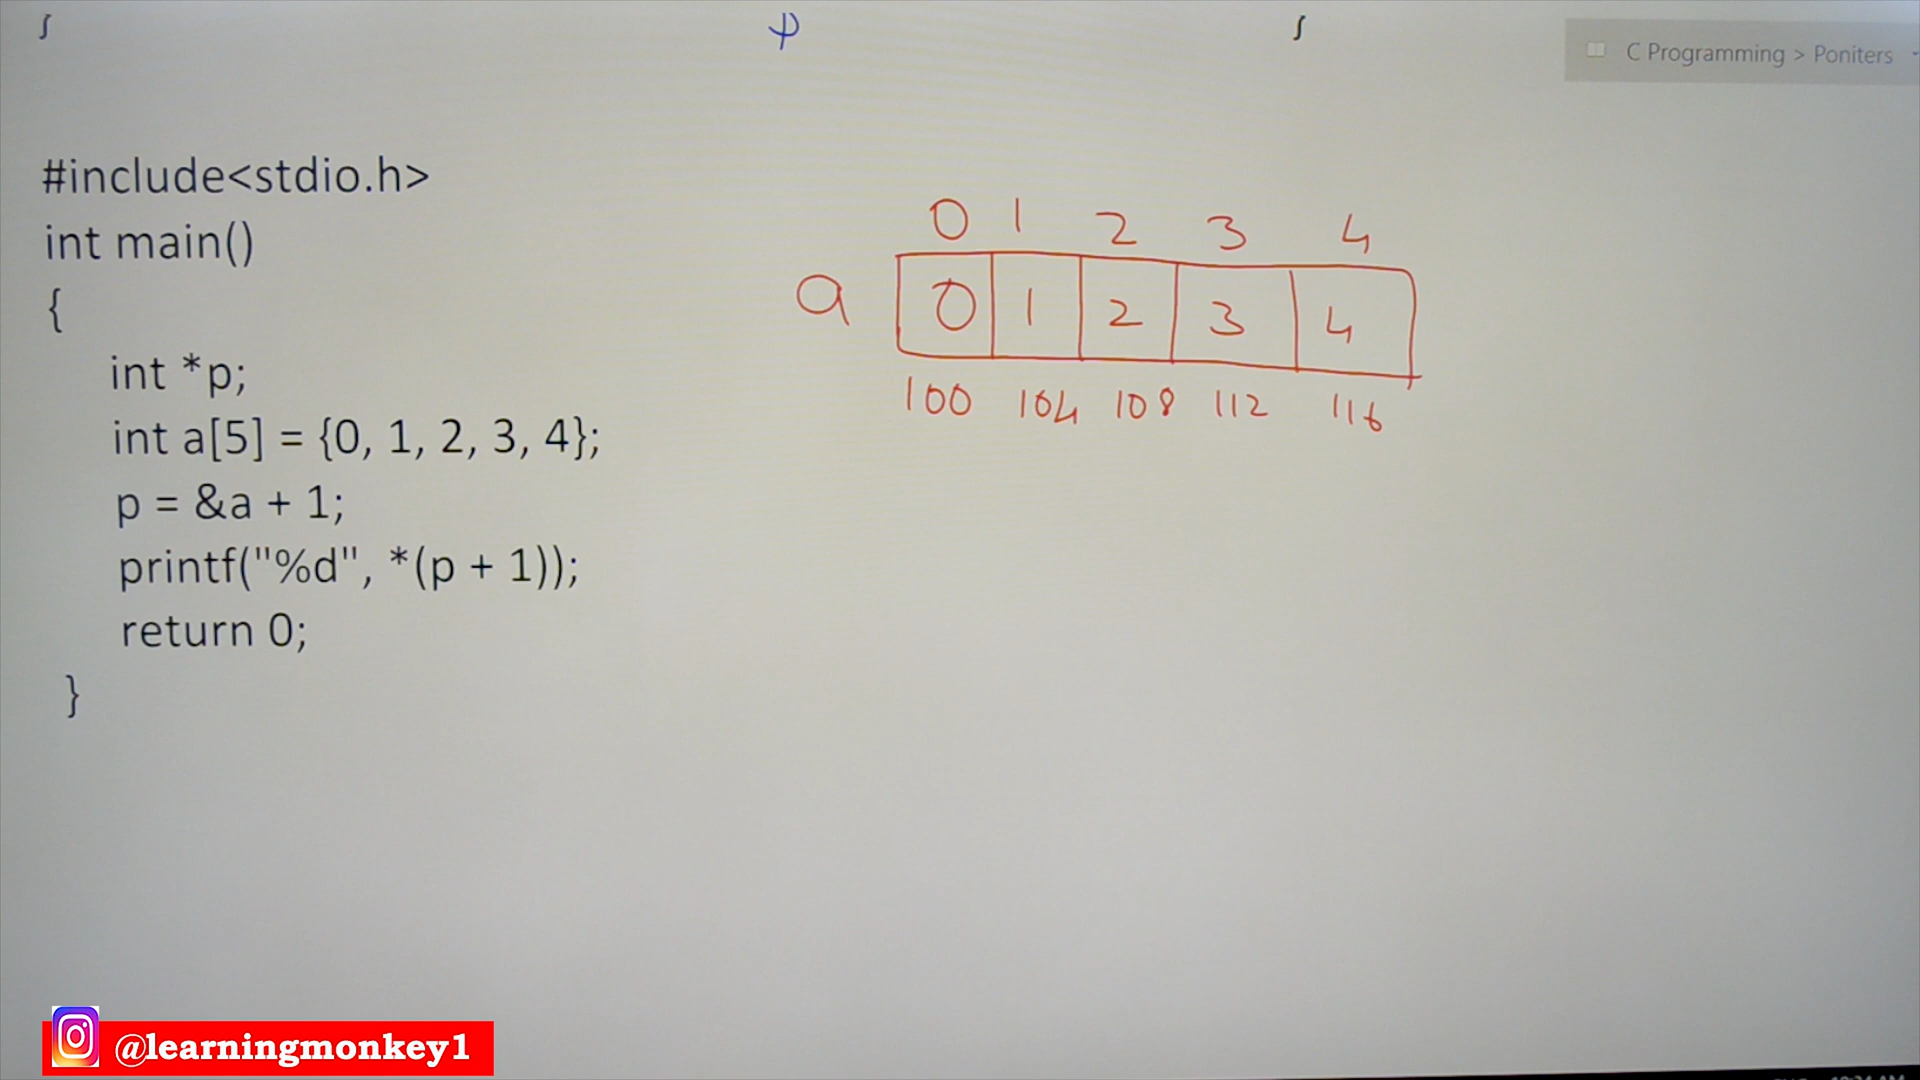 C Programming > Poniters
#include<stdio.h>
int main()
{
int *p;
int a[5] = {0, 1, 2, 3, 4};
p = &a + 1;
printf("%d", *(p + 1));
return 0;
}
p
0 1 2 3 4
a 0 1 2 3 4
100 104 108 112 116
@learningmonkey1